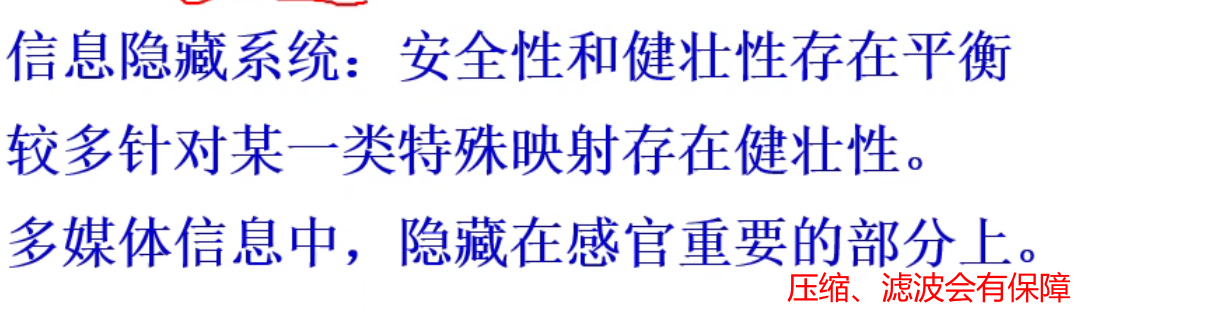 信息隐藏系统：安全性和健壮性存在平衡
较多针对某一类特殊映射存在健壮性。
多媒体信息中，隐藏在感官重要的部分上。
压缩、滤波会有保障